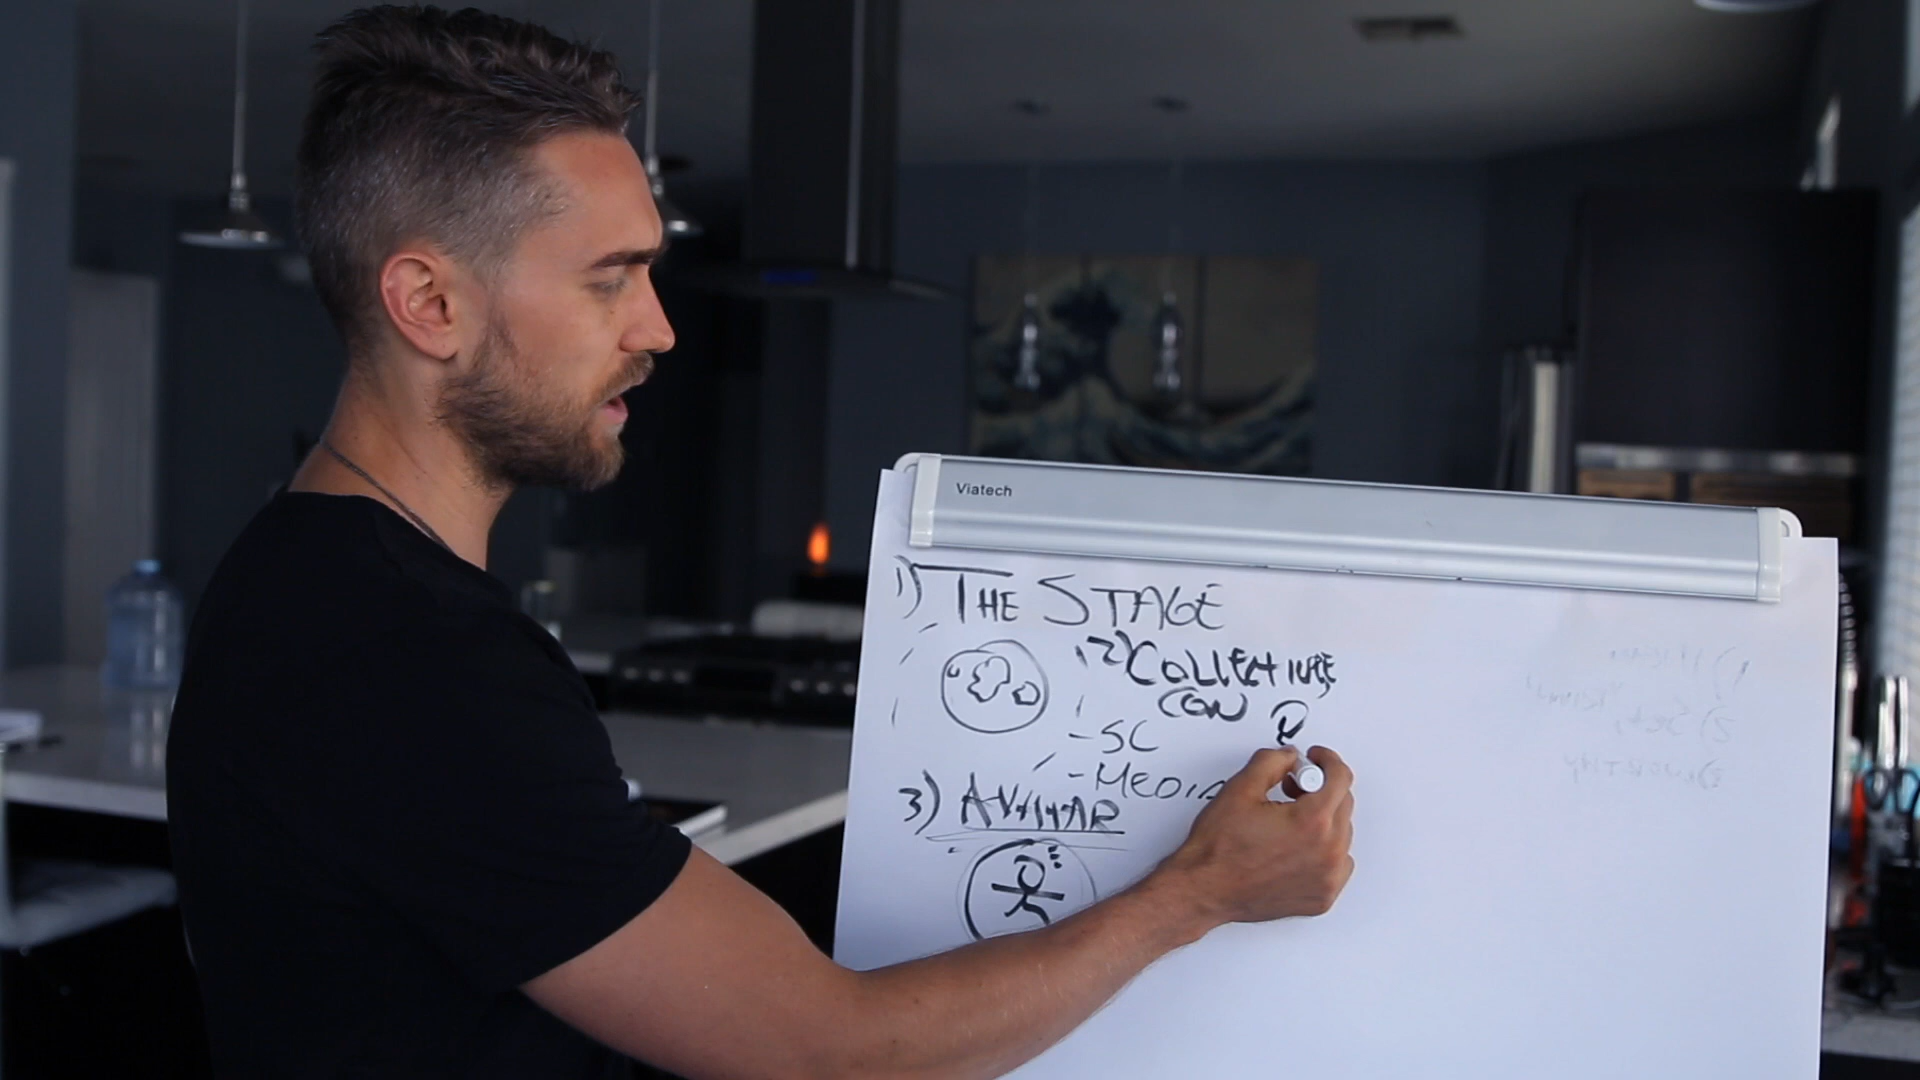 Viatech
1) THE STAGE
2) COLLECTIVE
CON
- SC
- MEDIA
3) AVATAR